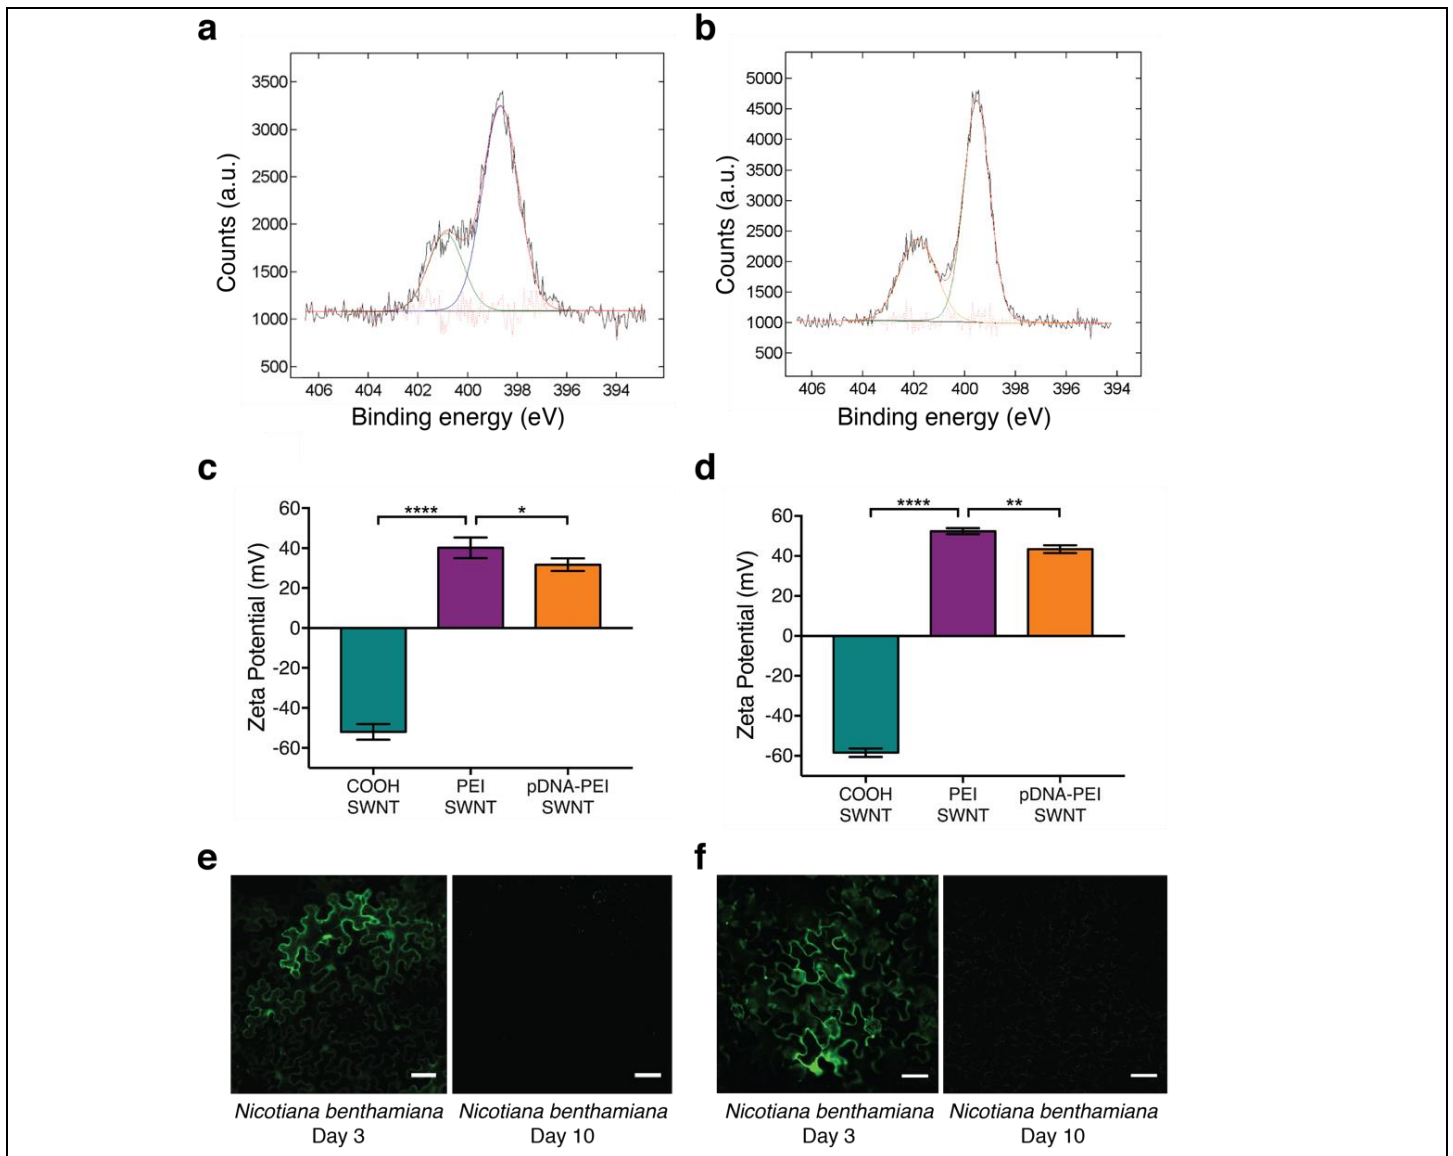 a
3500
3000
2500
2000
1500
1000
500
Counts (a.u.)
406 404 402 400 398 396 394
Binding energy (eV)
b
5000
4500
4000
3500
3000
2500
2000
1500
1000
500
Counts (a.u.)
406 404 402 400 398 396 394
Binding energy (eV)
c
60
40
20
0
-20
-40
-60
Zeta Potential (mV)
**** *
COOH PEI pDNA-PEI
SWNT SWNT SWNT
d
60
40
20
0
-20
-40
-60
Zeta Potential (mV)
**** **
COOH PEI pDNA-PEI
SWNT SWNT SWNT
e
Nicotiana benthamiana Nicotiana benthamiana
Day 3 Day 10
f
Nicotiana benthamiana Nicotiana benthamiana
Day 3 Day 10